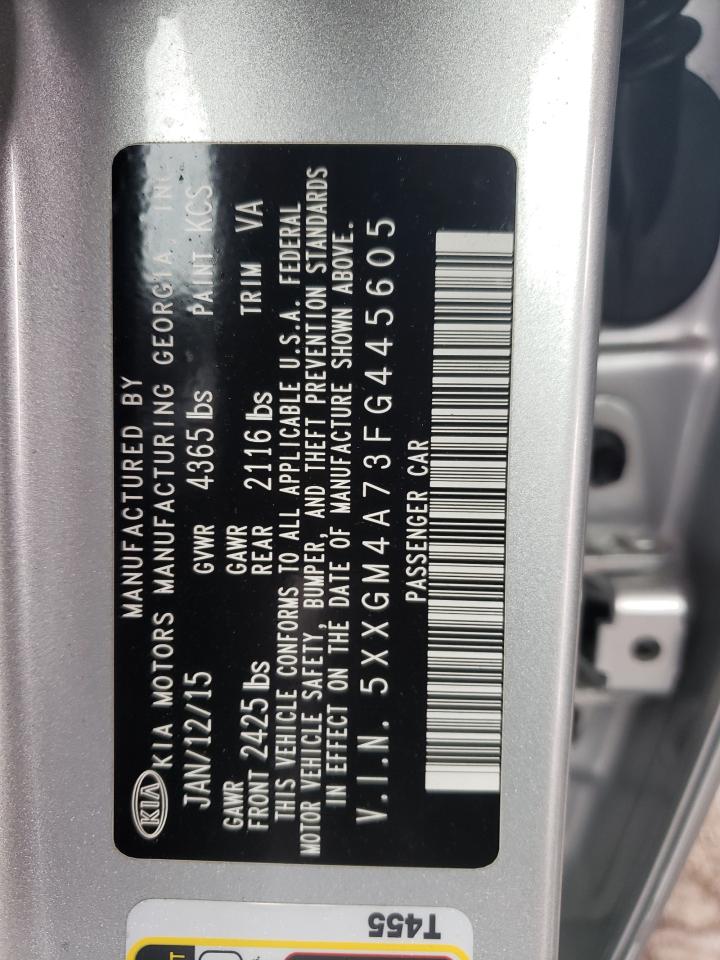 MANUFACTURED BY
KIA KIA MOTORS MANUFACTURING GEORGIA, INC
JAN/12/15 GVWR 4365 lbs PAINT KCS
GAWR GAWR
FRONT 2425 lbs REAR 2116 lbs TRIM VA
THIS VEHICLE CONFORMS TO ALL APPLICABLE U.S.A. FEDERAL
MOTOR VEHICLE SAFETY, BUMPER, AND THEFT PREVENTION STANDARDS
IN EFFECT ON THE DATE OF MANUFACTURE SHOWN ABOVE.
V.I.N. 5XXGM4A73FG445605
PASSENGER CAR
T455